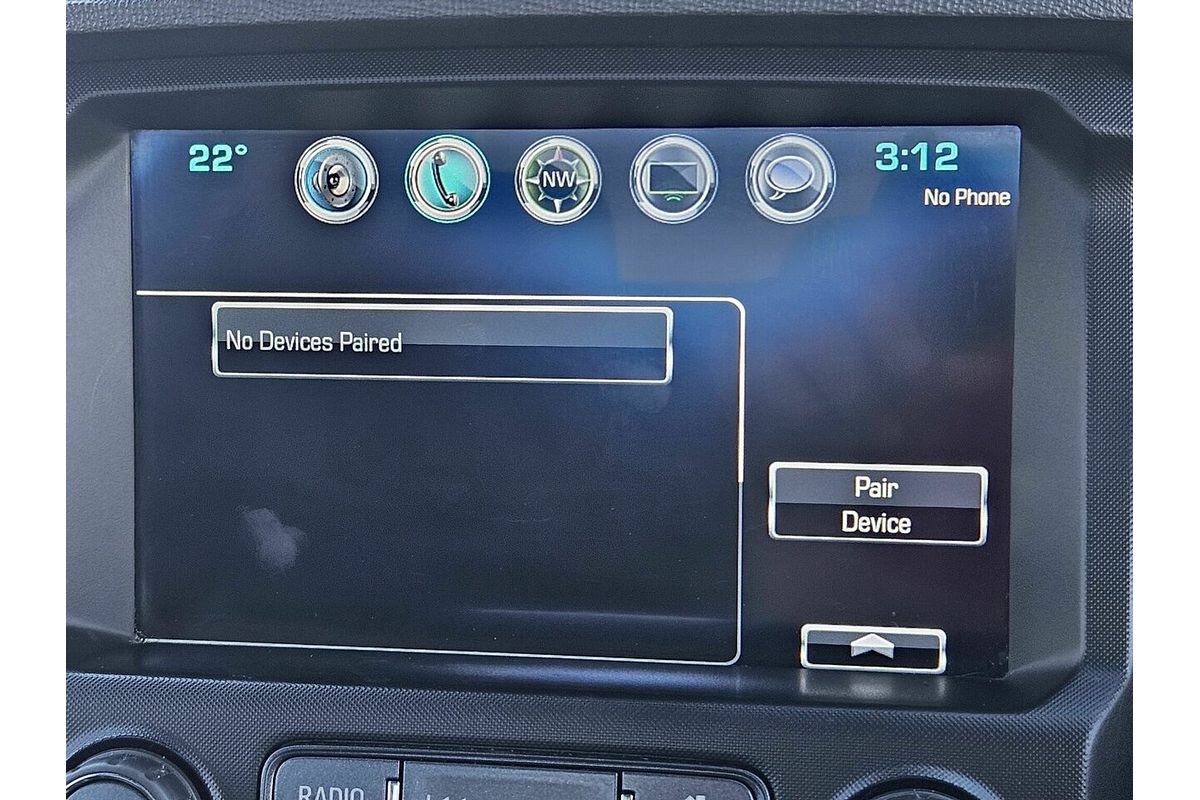 22°
NW
3:12
No Phone
No Devices Paired
Pair
Device
RADIO